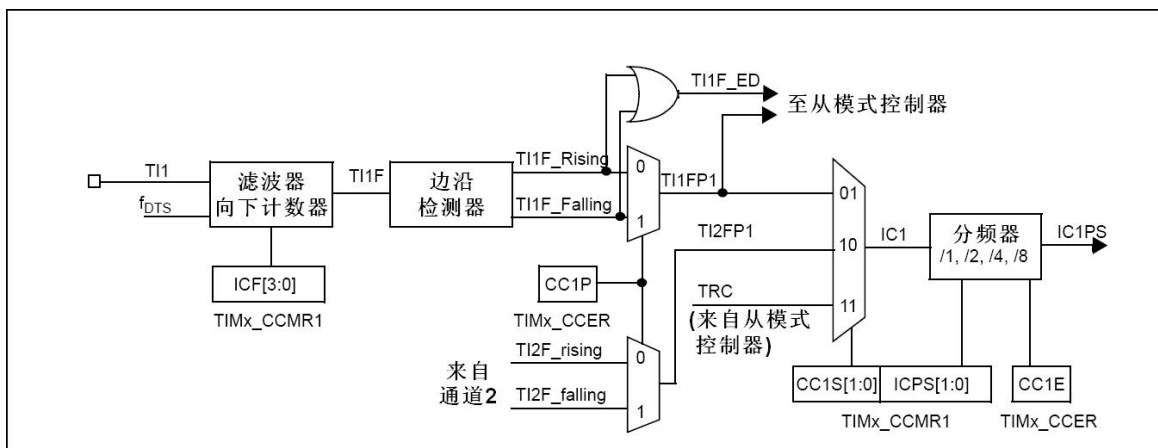 TI1F_ED
至从模式控制器
TI1
f_DTS
滤波器
向下计数器
TI1F
边沿
检测器
TI1F_Rising
TI1F_Falling
0
1
TI1FP1
01
TI2FP1
10
IC1
分频器
/1, /2, /4, /8
IC1PS
ICF[3:0]
TIMx_CCMR1
CC1P
TIMx_CCER
TRC
11
(来自从模式
控制器)
来自
通道2
TI2F_rising
TI2F_falling
0
1
CC1S[1:0]
ICPS[1:0]
TIMx_CCMR1
CC1E
TIMx_CCER